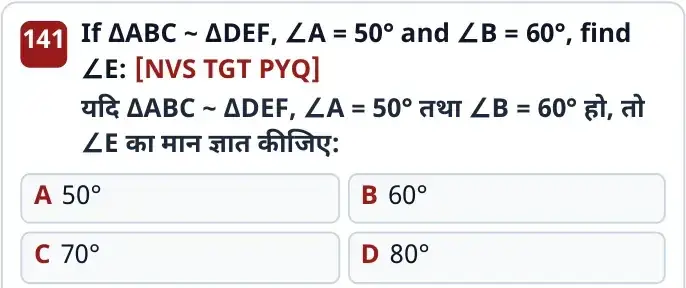 141 If ΔABC ~ ΔDEF, ∠A = 50° and ∠B = 60°, find
∠E: [NVS TGT PYQ]
यदि ΔABC ~ ΔDEF, ∠A = 50° तथा ∠B = 60° हो, तो
∠E का मान ज्ञात कीजिए:
A 50° B 60°
C 70° D 80°